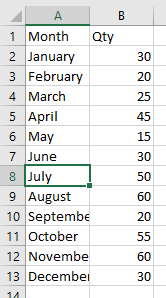 A B
1 Month Qty
2 January 30
3 February 20
4 March 25
5 April 45
6 May 15
7 June 30
8 July 50
9 August 60
10 Septembe 20
11 October 55
12 Novembe 60
13 December 30
14